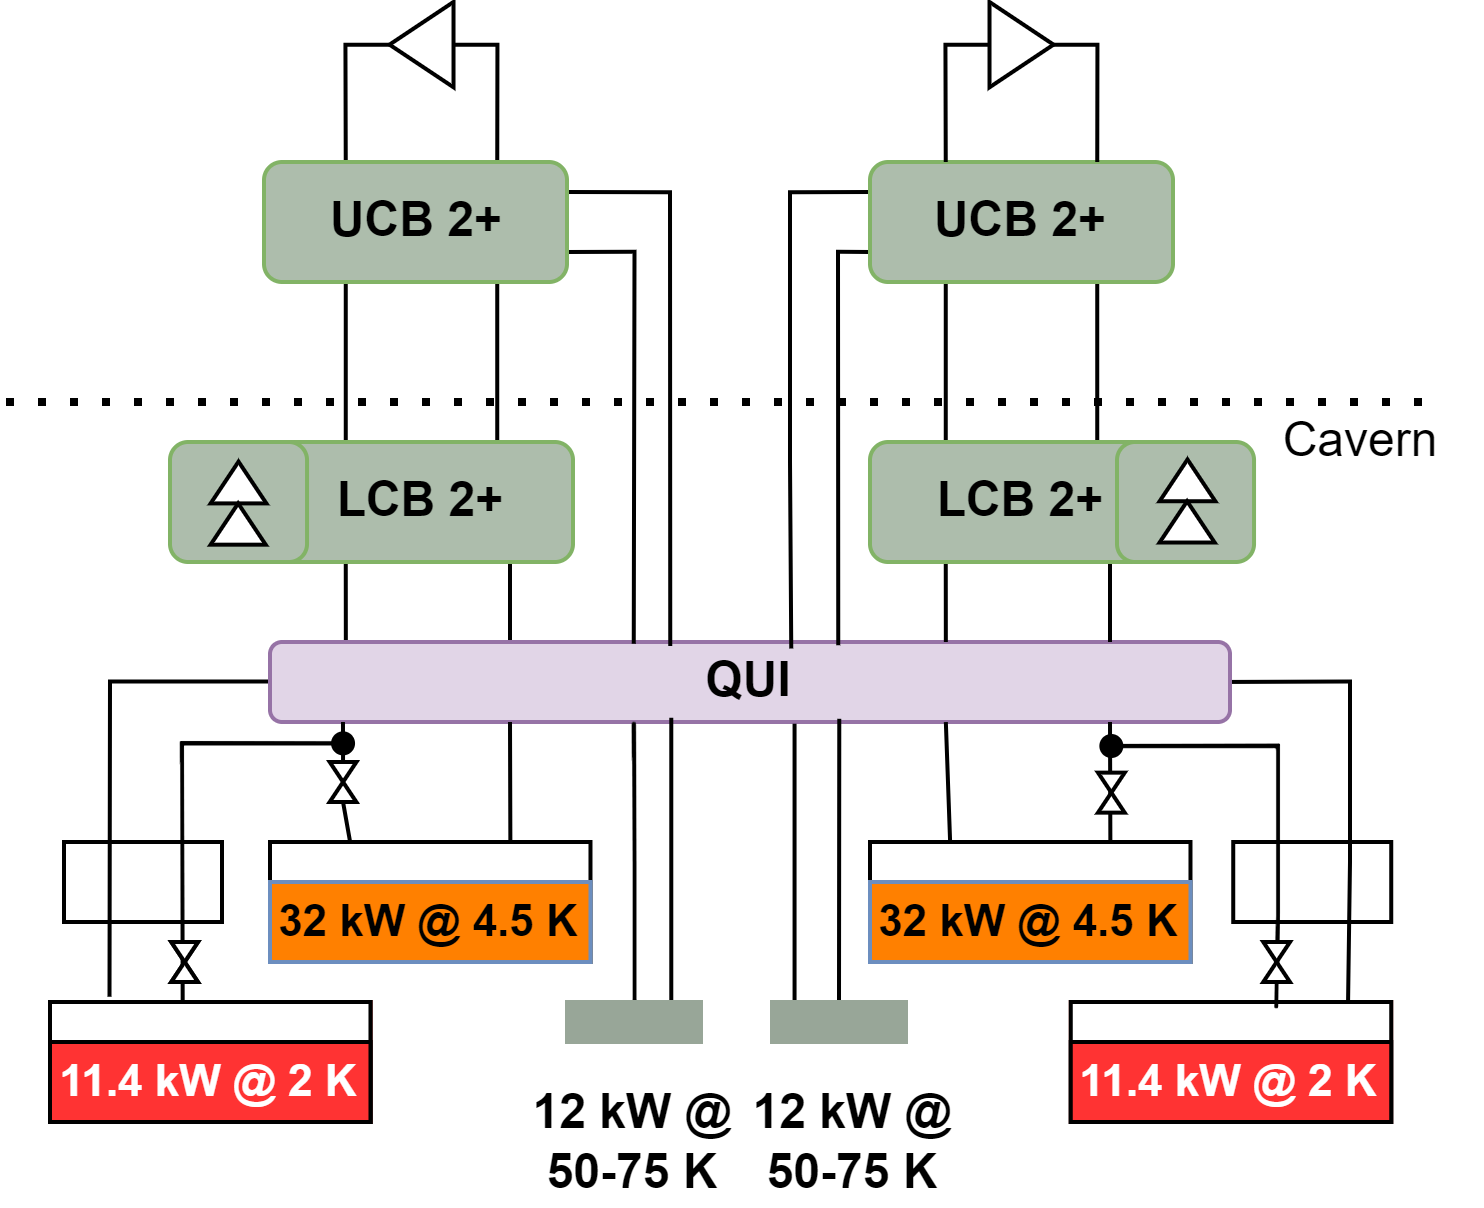 UCB 2+
UCB 2+
Cavern
LCB 2+
LCB 2+
QUI
32 kW @ 4.5 K
32 kW @ 4.5 K
11.4 kW @ 2 K
11.4 kW @ 2 K
12 kW @
50-75 K
12 kW @
50-75 K